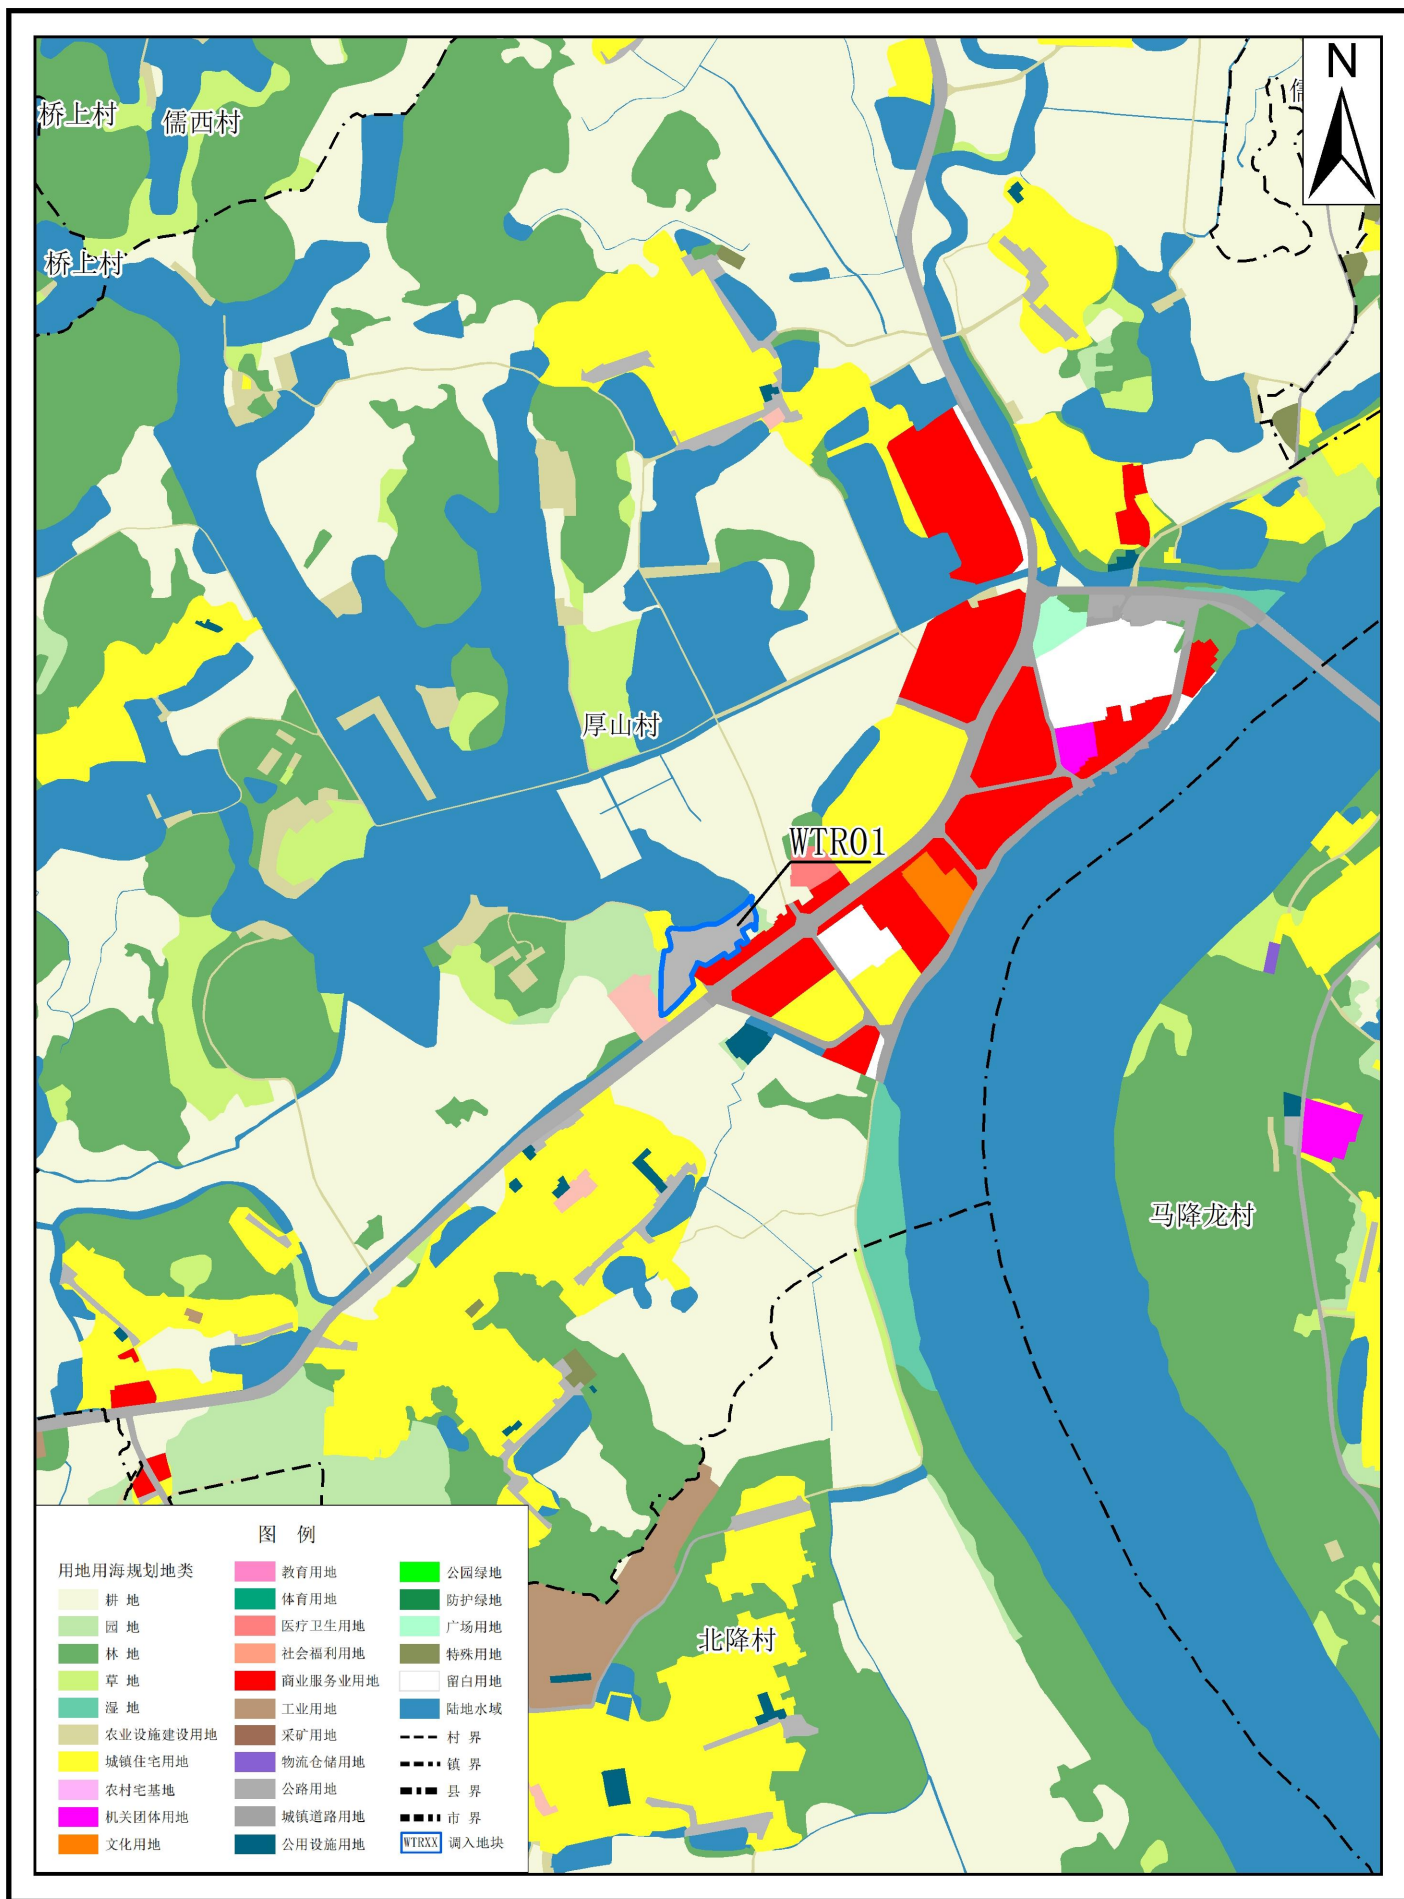 N
儒
桥上村
儒西村
桥上村
厚山村
WTR01
马降龙村
北降村
图 例
用地用海规划地类
耕 地
园 地
林 地
草 地
湿 地
农业设施建设用地
城镇住宅用地
农村宅基地
机关团体用地
文化用地
教育用地
体育用地
医疗卫生用地
社会福利用地
商业服务业用地
工业用地
采矿用地
物流仓储用地
公路用地
城镇道路用地
公用设施用地
公园绿地
防护绿地
广场用地
特殊用地
留白用地
陆地水域
村 界
镇 界
县 界
市 界
WTRXX 调入地块